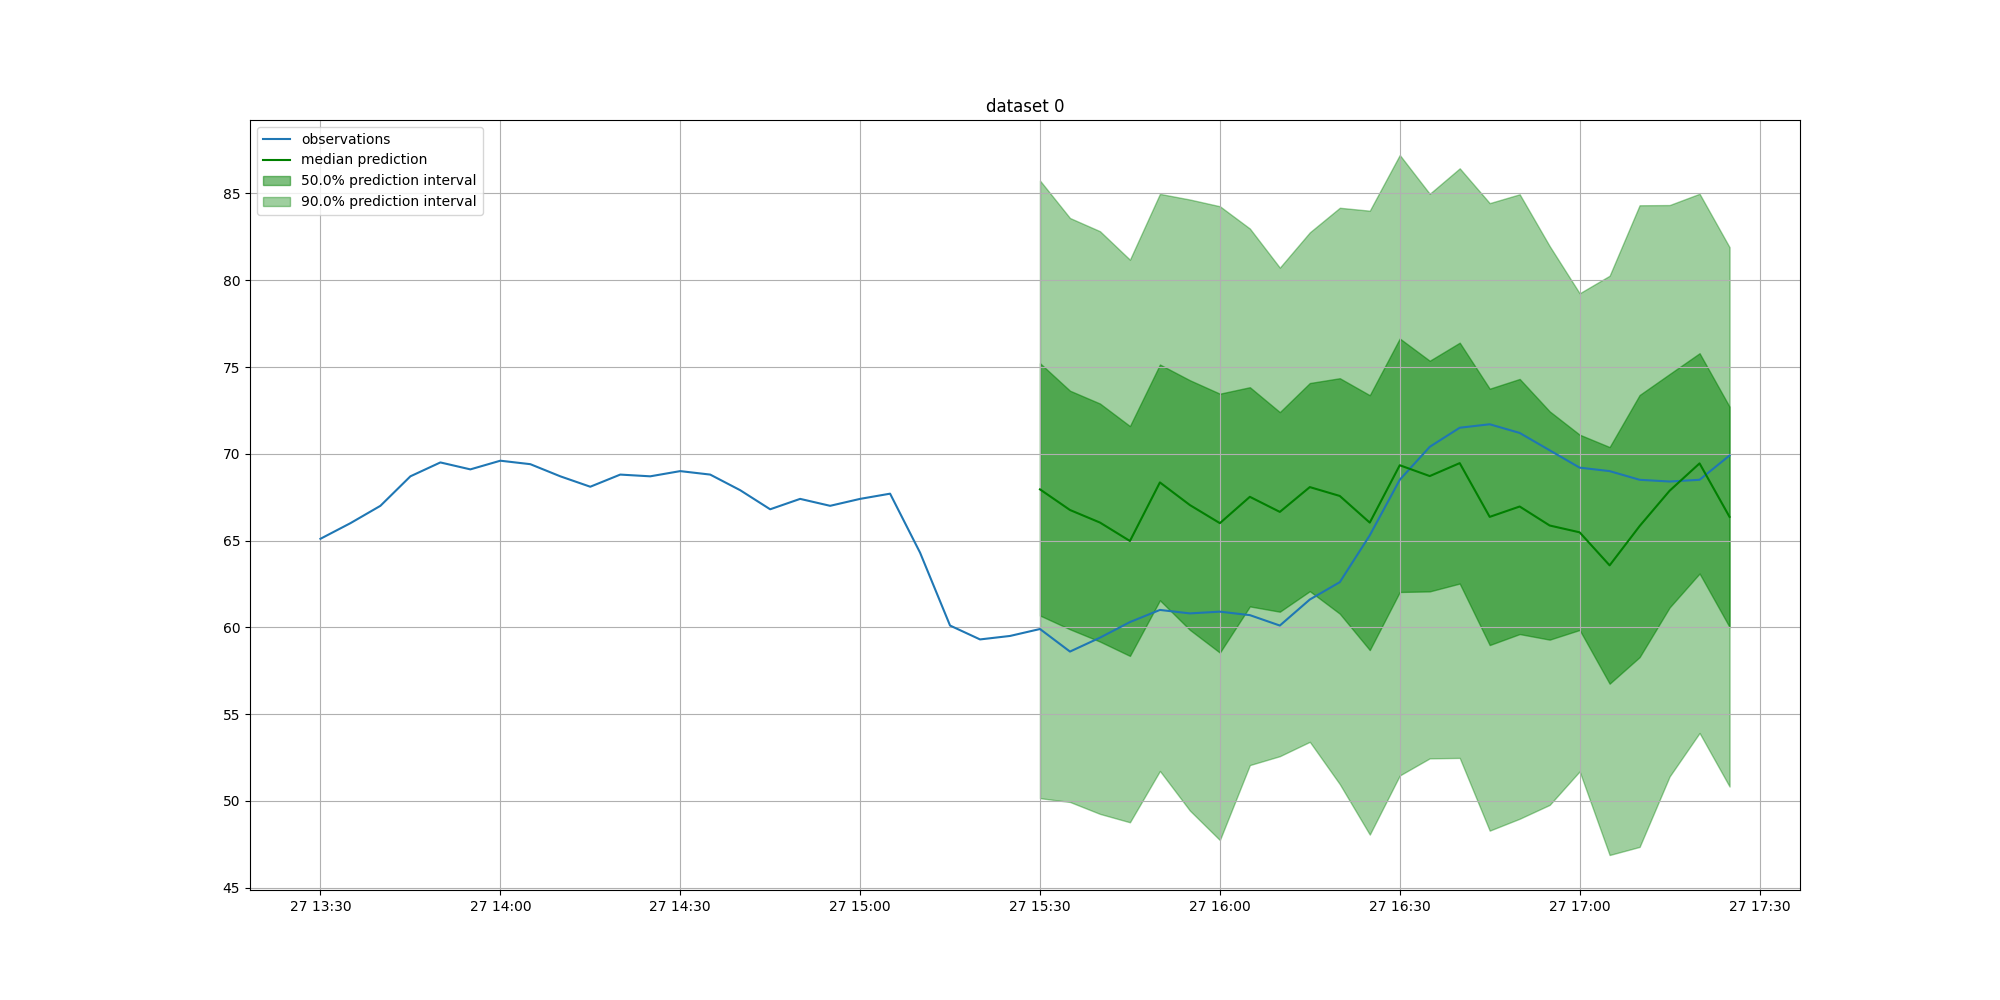 dataset 0
observations
median prediction
50.0% prediction interval
90.0% prediction interval
85
80
75
70
65
60
55
50
45
27 13:30 27 14:00 27 14:30 27 15:00 27 15:30 27 16:00 27 16:30 27 17:00 27 17:30